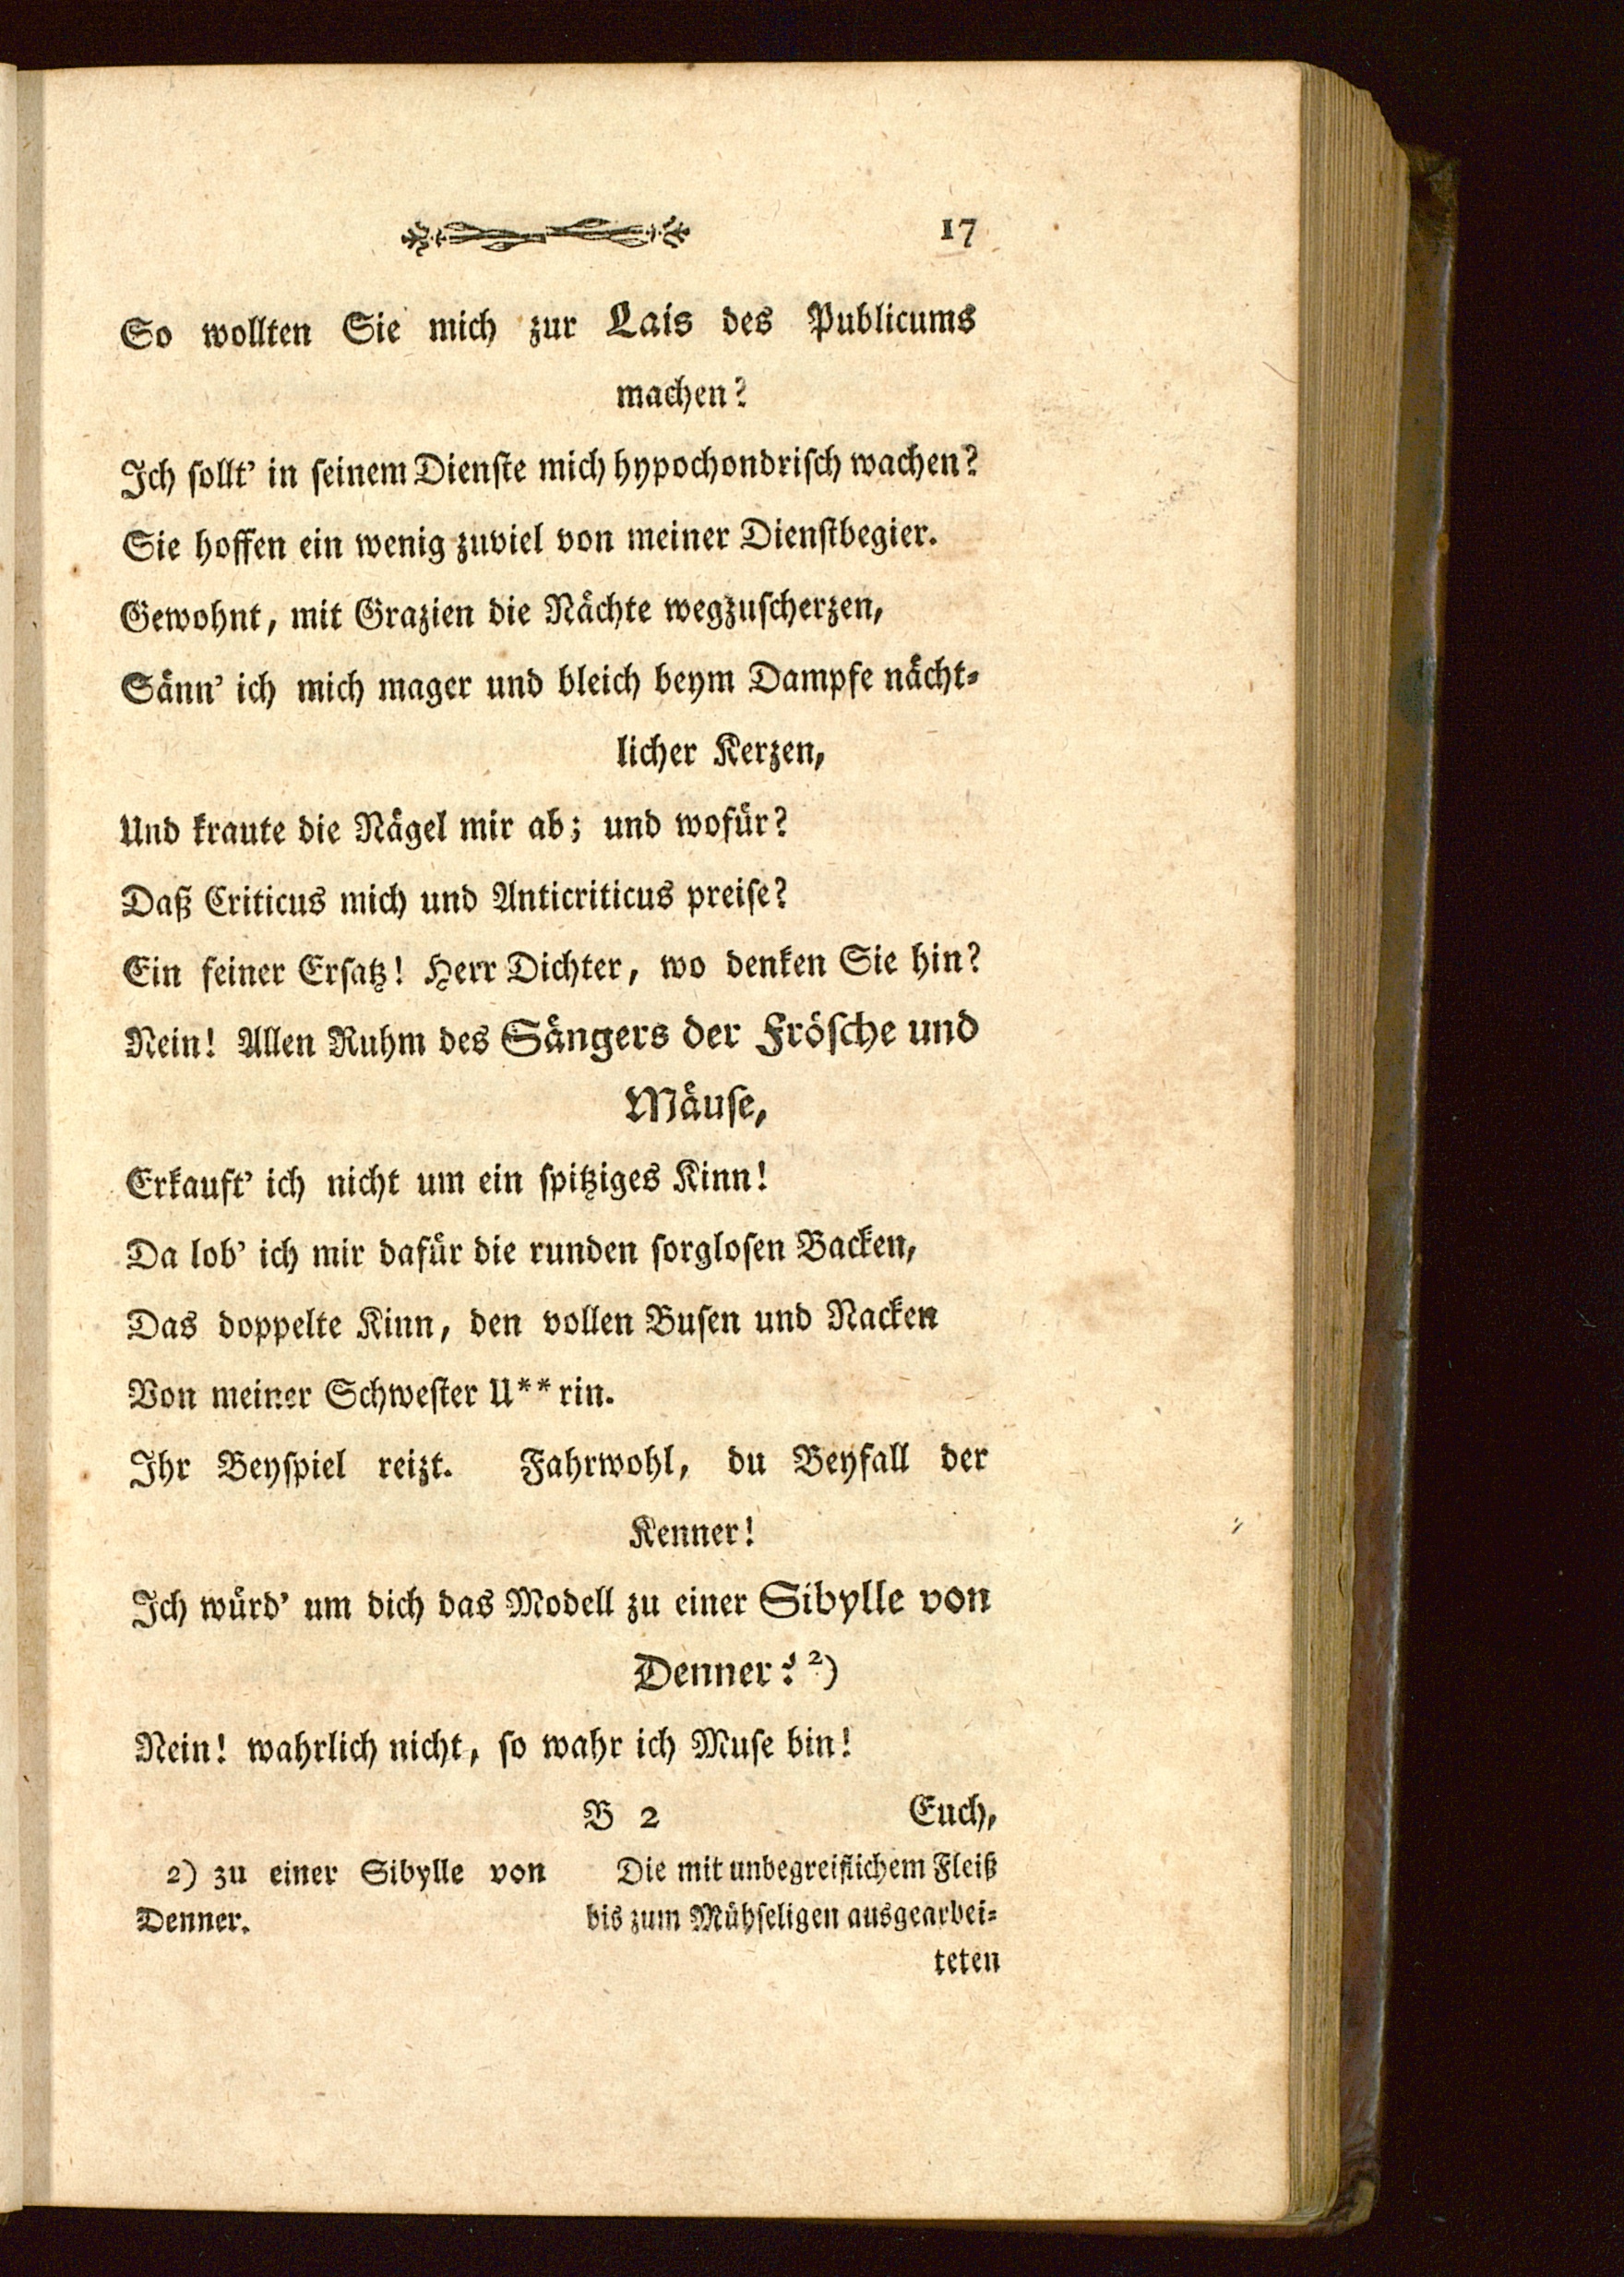 17
So wollten Sie mich zur Lais des Publicums
machen?
Ich sollt' in seinem Dienste mich hypochondrisch wachen?
Sie hoffen ein wenig zuviel von meiner Dienstbegier.
Gewohnt, mit Grazien die Nächte wegzuscherzen,
Sänn' ich mich mager und bleich beym Dampfe nächt-
licher Kerzen,
Und kraute die Nägel mir ab; und wofür?
Daß Criticus mich und Anticriticus preise?
Ein feiner Ersatz! Herr Dichter, wo denken Sie hin?
Nein! Allen Ruhm des Sängers der Frösche und
Mäuse,
Erkauft' ich nicht um ein spitziges Kinn!
Da lob' ich mir dafür die runden sorglosen Backen,
Das doppelte Kinn, den vollen Busen und Nacken
Von meiner Schwester U**rin.
Ihr Beyspiel reizt. Fahrwohl, du Beyfall der
Kenner!
Ich würd' um dich das Modell zu einer Sibylle von
Denner? 2)
Nein! wahrlich nicht, so wahr ich Muse bin!
B 2 Euch,
2) zu einer Sibylle von
Denner.
Die mit unbegreiflichem Fleiß
bis zum Mühseligen ausgearbei-
teten